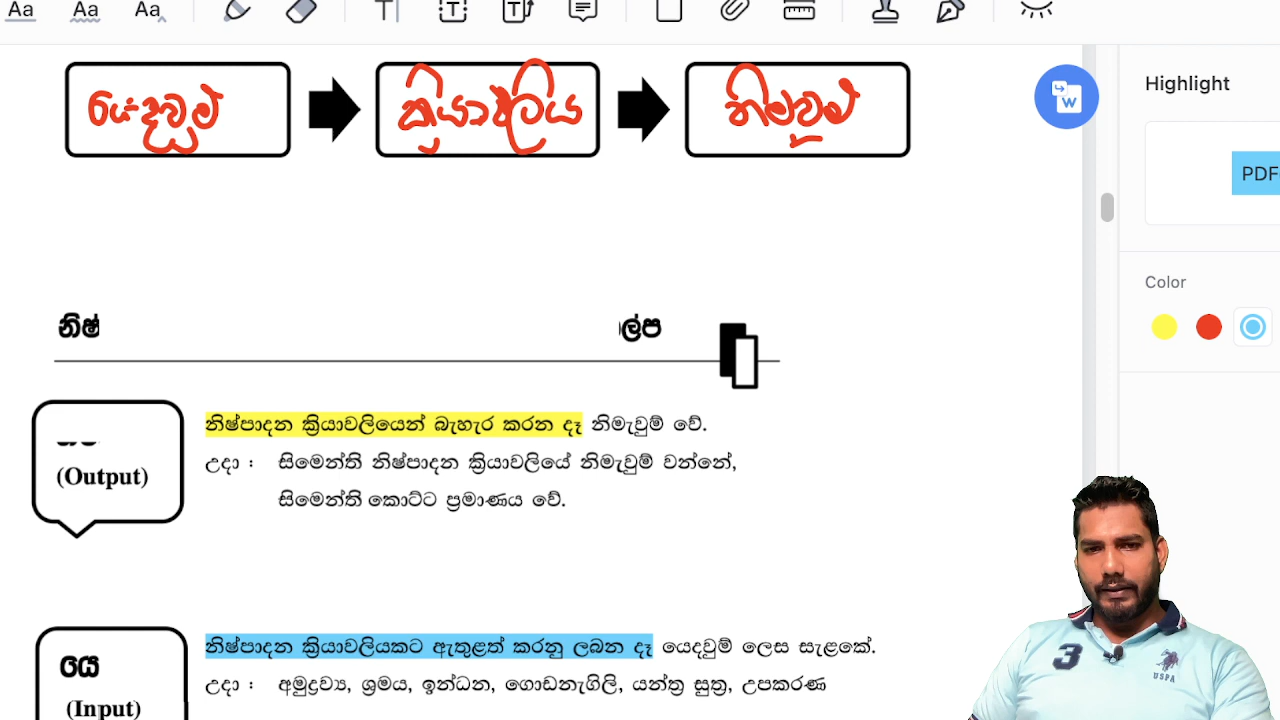 Aa Aa Aa T T T
යෙදවුම් ක්‍රියාවලිය නිමවුම්
Highlight
PDF
Color
නිෂ් ල්ප
(Output)
නිෂ්පාදන ක්‍රියාවලියෙන් බැහැර කරන දෑ නිමැවුම් වේ.
උදා : සිමෙන්ති නිෂ්පාදන ක්‍රියාවලියේ නිමැවුම් වන්නේ,
සිමෙන්ති කොට්ට ප්‍රමාණය වේ.
යෙ
(Input)
නිෂ්පාදන ක්‍රියාවලියකට ඇතුළත් කරනු ලබන දෑ යෙදවුම් ලෙස සැළකේ.
උදා : අමුද්‍රව්‍ය, ශ්‍රමය, ඉන්ධන, ගොඩනැගිලි, යන්ත්‍ර සූත්‍ර, උපකරණ
3
USPA